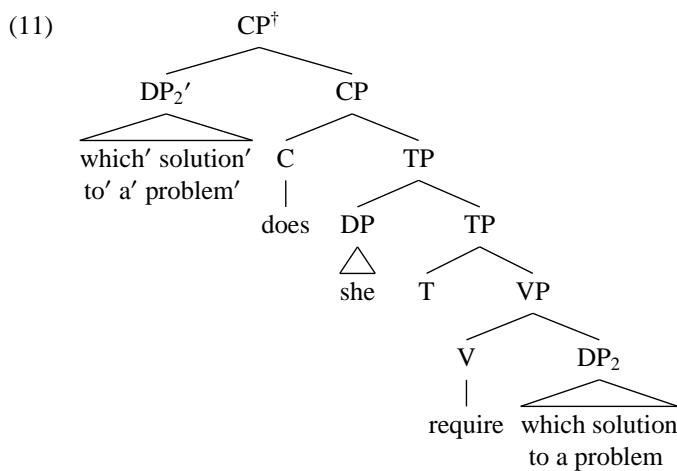 (11)
CP†
DP₂′ CP
which′ solution′
to′ a′ problem′
C TP
does
DP TP
she
T VP
V DP₂
require
which solution
to a problem